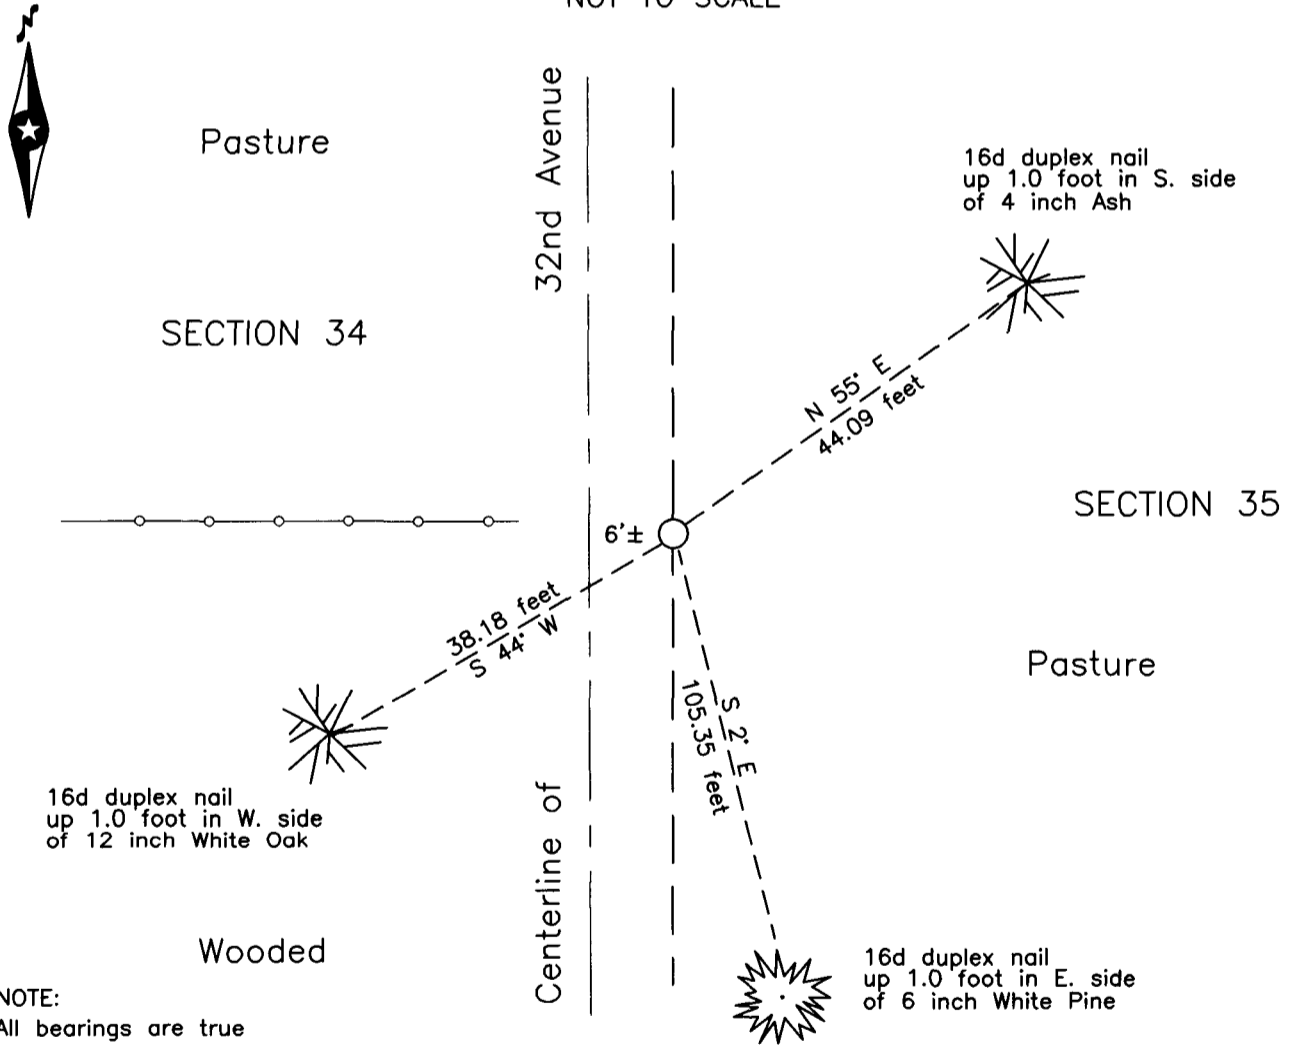 NOT TO SCALE
N
Pasture
32nd Avenue
16d duplex nail
up 1.0 foot in S. side
of 4 inch Ash
SECTION 34
N 55° E
44.09 feet
SECTION 35
6'±
38.18 feet
S 44° W
Pasture
S 2° E
105.35 feet
16d duplex nail
up 1.0 foot in W. side
of 12 inch White Oak
Centerline of
Wooded
16d duplex nail
up 1.0 foot in E. side
of 6 inch White Pine
NOTE:
All bearings are true